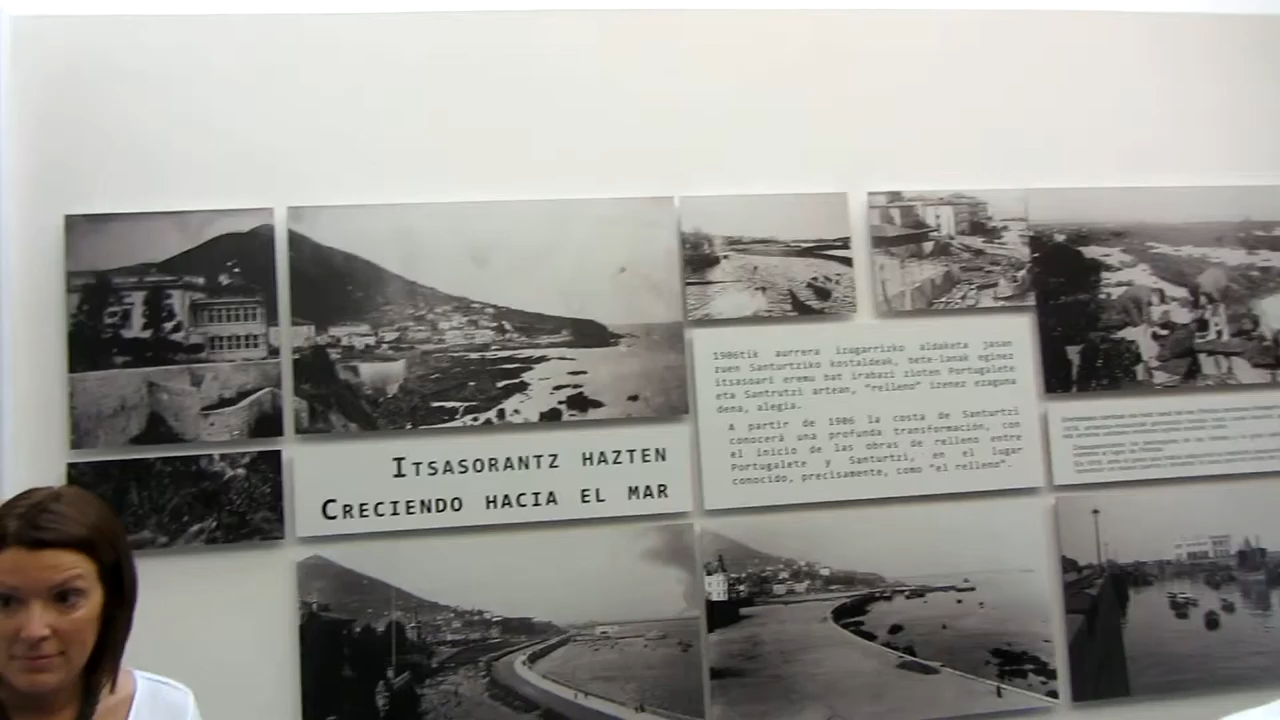 ITSASORANTZ HAZTEN
CRECIENDO HACIA EL MAR
1906tik aurrera izugarrizko aldaketa jasan
zuen Santurtziko kostaldeak, bete-lanak eginez
itsasoari eremu bat irabazi zioten Portugalete
eta Santrutzi artean, "relleno" izenez ezaguna
dena, alegia.
A partir de 1906 la costa de Santurtzi
conocerá una profunda transformación, con
el inicio de las obras de relleno entre
Portugalete y Santurtzi, en el lugar
conocido, precisamente, como "el relleno".